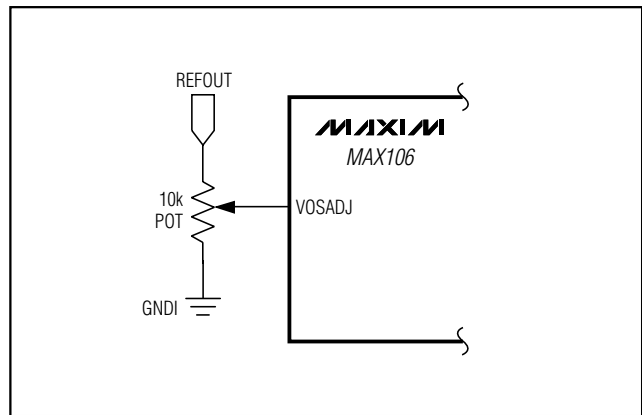 REFOUT
MAXIM
MAX106
10k
POT
VOSADJ
GNDI